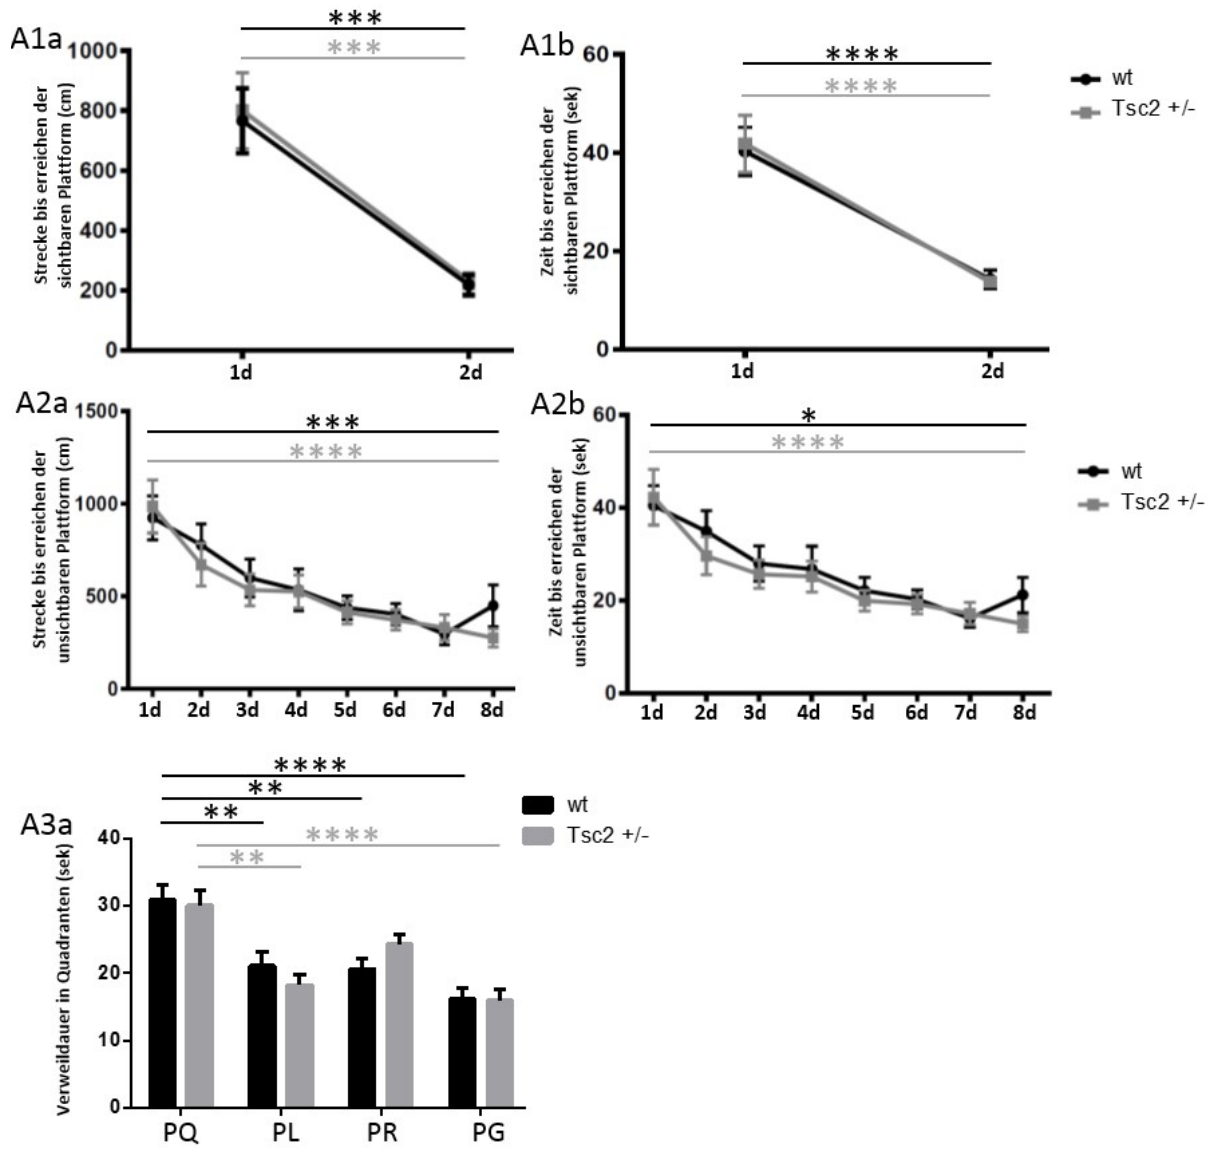 A1a
***
***
Strecke bis erreichen der
sichtbaren Plattform (cm)
1000
800
600
400
200
0
1d
2d
A1b
****
****
Zeit bis erreichen der
sichtbaren Plattform (sek)
60
40
20
0
1d
2d
wt
Tsc2 +/-
A2a
***
****
Strecke bis erreichen der
unsichtbaren Plattform (cm)
1500
1000
500
0
1d 2d 3d 4d 5d 6d 7d 8d
A2b
*
****
Zeit bis erreichen der
unsichtbaren Plattform (sek)
60
40
20
0
1d 2d 3d 4d 5d 6d 7d 8d
wt
Tsc2 +/-
A3a
****
**
**
****
**
Verweildauer in Quadranten (sek)
40
30
20
10
0
PQ PL PR PG
wt
Tsc2 +/-